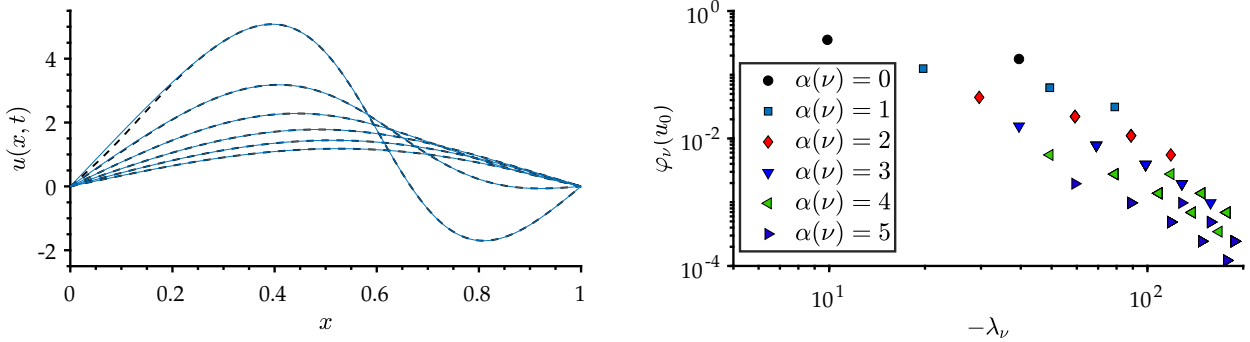 u(x, t)
4
2
0
-2
0
0.2
0.4
0.6
0.8
1
x
φ_ν(u_0)
10^0
10^{-2}
10^{-4}
α(ν) = 0
α(ν) = 1
α(ν) = 2
α(ν) = 3
α(ν) = 4
α(ν) = 5
10^1
10^2
−λ_ν